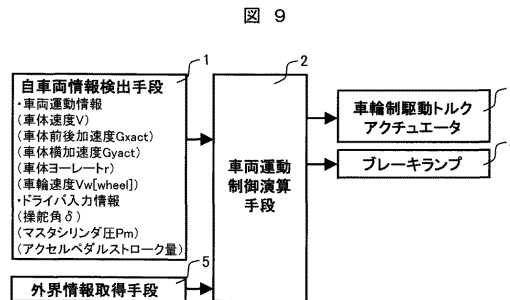 図 9
1
自車両情報検出手段
・車両運動情報
(車体速度V)
(車体前後加速度Gxact)
(車体横加速度Gyact)
(車体ヨーレートr)
(車輪速度Vw[wheel])
・ドライバ入力情報
(操舵角δ)
(マスタシリンダ圧Pm)
(アクセルペダルストローク量)
5
外界情報取得手段
2
車両運動
制御演算
手段
車輪制駆動トルク
アクチュエータ
ブレーキランプ